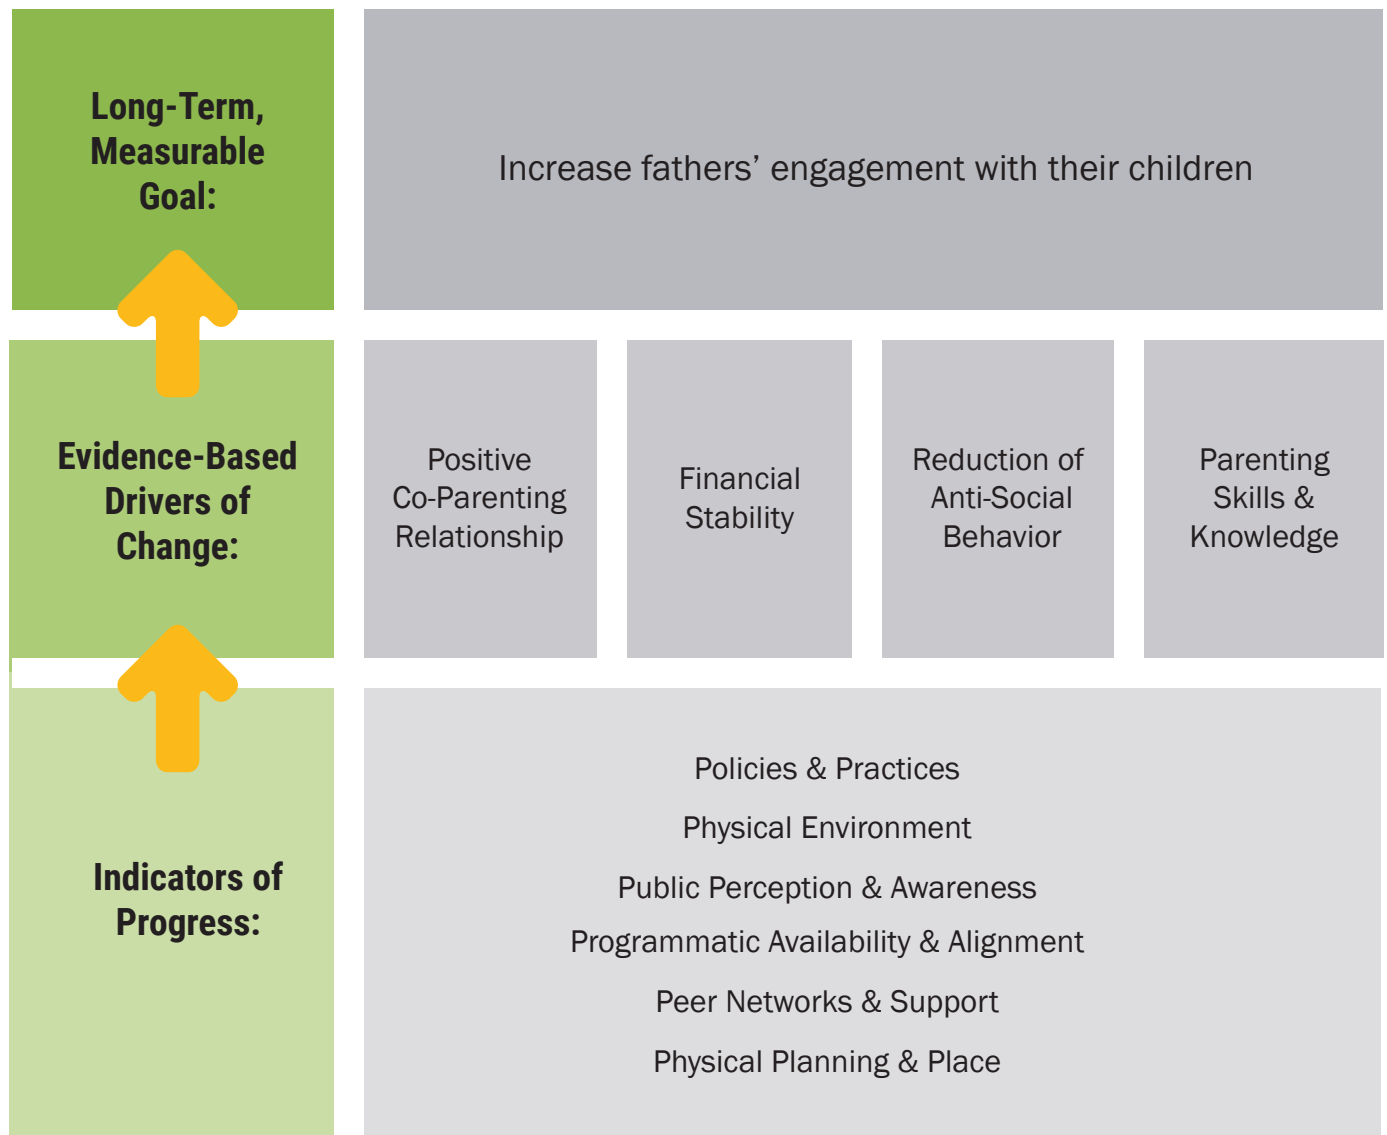 Long-Term,
Measurable
Goal:
Increase fathers’ engagement with their children
Evidence-Based
Drivers of
Change:
Positive
Co-Parenting
Relationship
Financial
Stability
Reduction of
Anti-Social
Behavior
Parenting
Skills &
Knowledge
Indicators of
Progress:
Policies & Practices
Physical Environment
Public Perception & Awareness
Programmatic Availability & Alignment
Peer Networks & Support
Physical Planning & Place